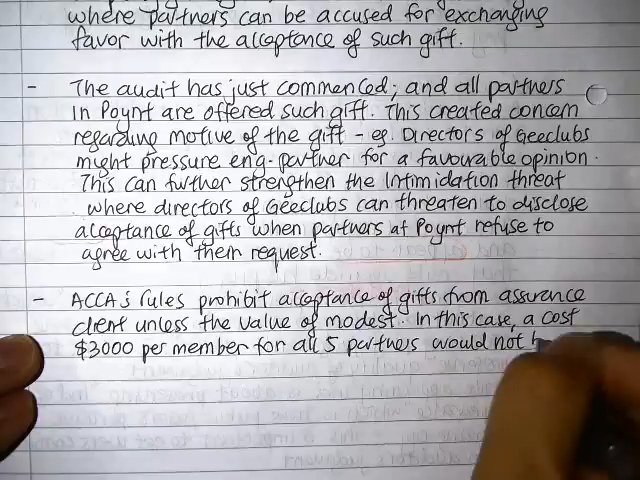 where partners can be accused for exchanging
favor with the acceptance of such gift.
- The audit has just commenced; and all partners
in Poynt are offered such gift. This created concern
regarding motive of the gift - eg. Directors of Geeclubs
might pressure eng. partner for a favourable opinion.
This can further strengthen the Intimidation threat
where directors of Geeclubs can threaten to disclose
acceptance of gifts when partners at Poynt refuse to
agree with them request.
- ACCA's rules prohibit acceptance of gifts from assurance
client unless the value of modest. In this case, a cost
$3000 per member for all 5 partners would not